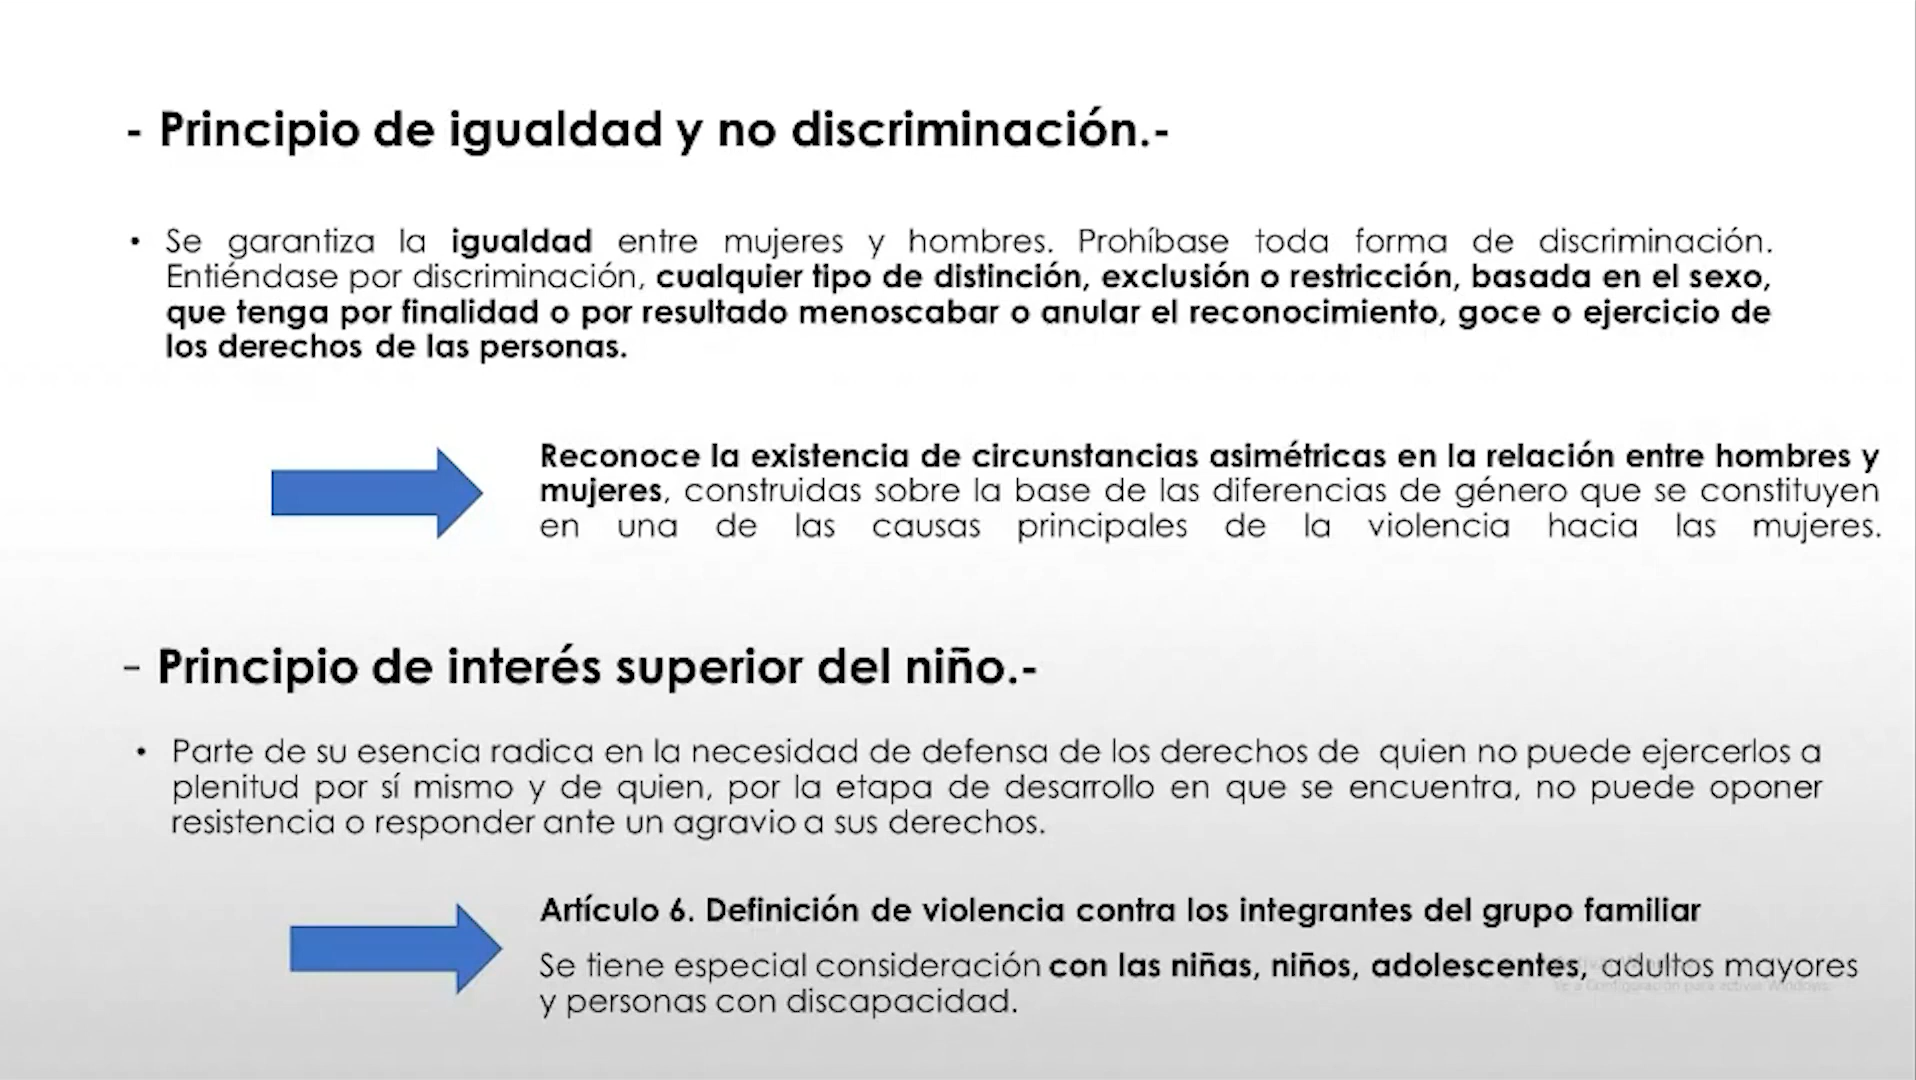 - Principio de igualdad y no discriminación.-
• Se garantiza la igualdad entre mujeres y hombres. Prohíbase toda forma de discriminación.
Entiéndase por discriminación, cualquier tipo de distinción, exclusión o restricción, basada en el sexo,
que tenga por finalidad o por resultado menoscabar o anular el reconocimiento, goce o ejercicio de
los derechos de las personas.
Reconoce la existencia de circunstancias asimétricas en la relación entre hombres y
mujeres, construidas sobre la base de las diferencias de género que se constituyen
en una de las causas principales de la violencia hacia las mujeres.
- Principio de interés superior del niño.-
• Parte de su esencia radica en la necesidad de defensa de los derechos de quien no puede ejercerlos a
plenitud por sí mismo y de quien, por la etapa de desarrollo en que se encuentra, no puede oponer
resistencia o responder ante un agravio a sus derechos.
Artículo 6. Definición de violencia contra los integrantes del grupo familiar
Se tiene especial consideración con las niñas, niños, adolescentes, adultos mayores
y personas con discapacidad.
Ve a Configuración para activar Windows.